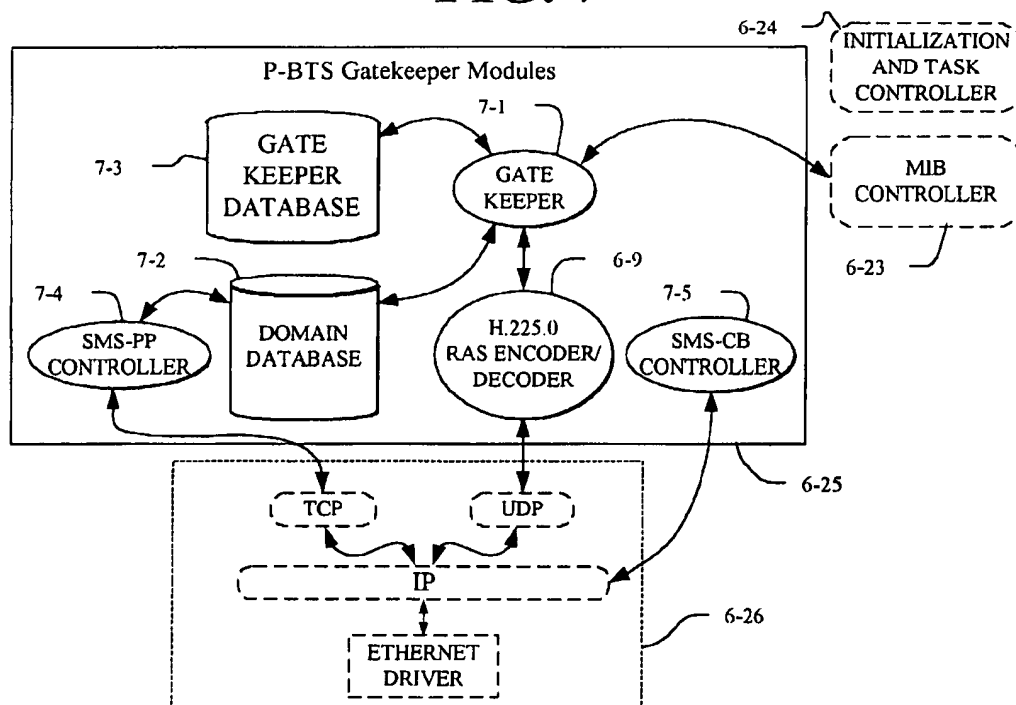 6-24
INITIALIZATION
AND TASK
CONTROLLER
P-BTS Gatekeeper Modules
7-1
7-3
GATE
KEEPER
DATABASE
GATE
KEEPER
MIB
CONTROLLER
6-23
7-2
6-9
7-4
7-5
SMS-PP
CONTROLLER
DOMAIN
DATABASE
H.225.0
RAS ENCODER/
DECODER
SMS-CB
CONTROLLER
6-25
TCP
UDP
IP
6-26
ETHERNET
DRIVER